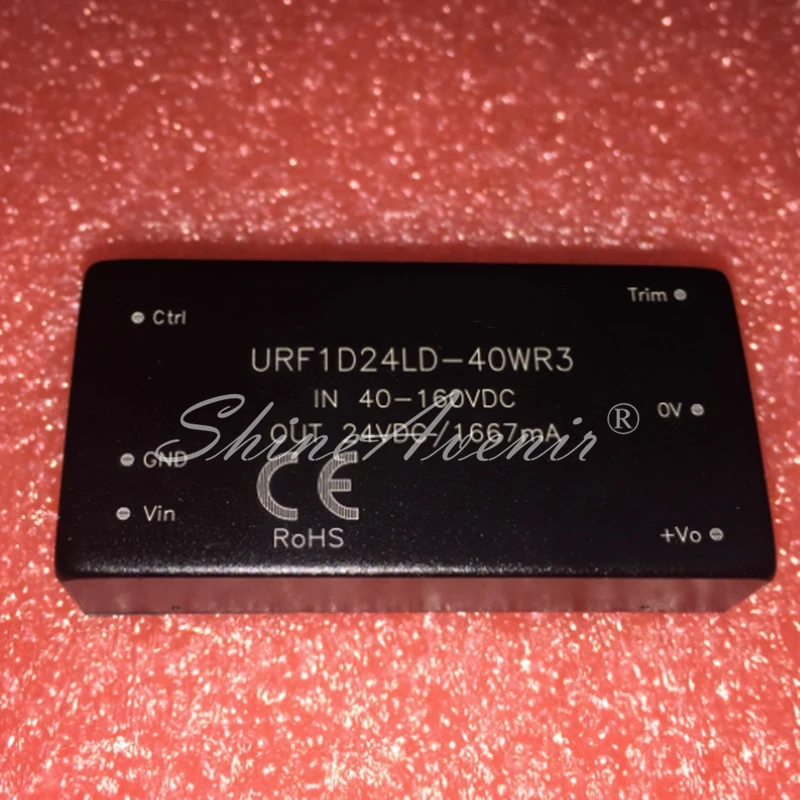 Trim
Ctrl
URF1D24LD-40WR3
IN 40-160VDC
0V
OUT 24VDC/1667mA
ShineAvenir®
GND
CE
Vin
RoHS
+Vo